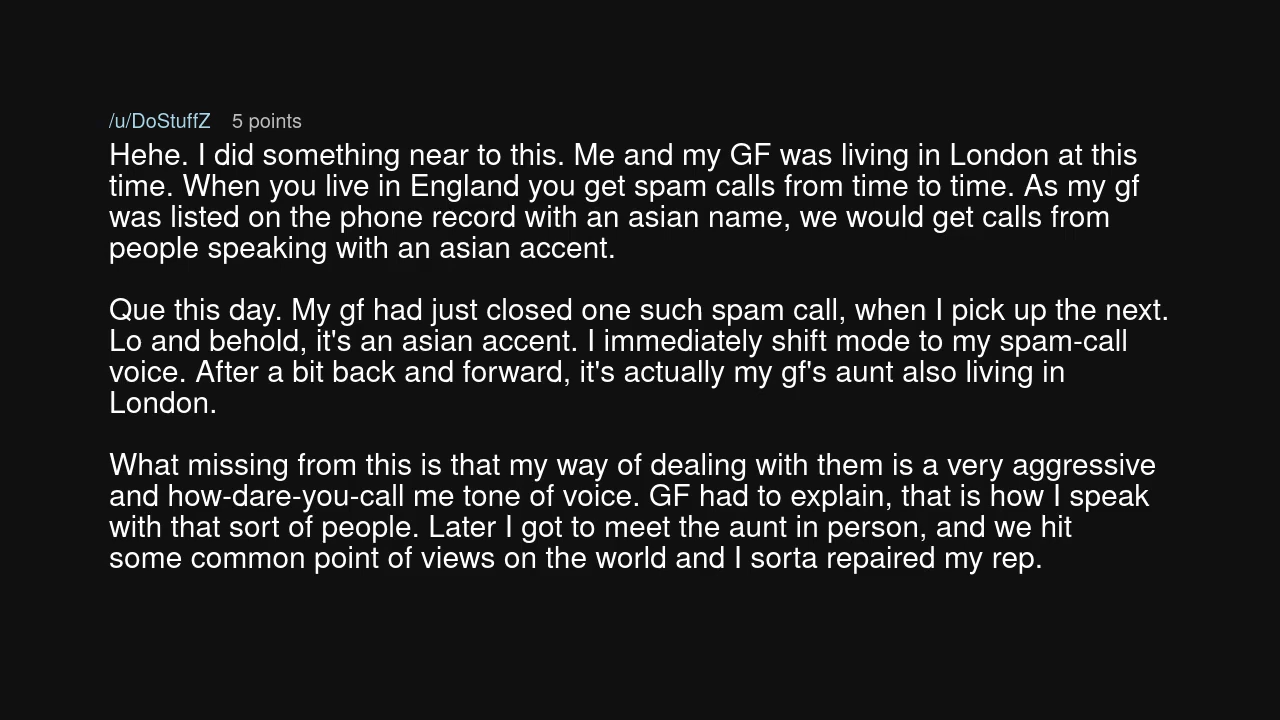 /u/DoStuffZ 5 points
Hehe. I did something near to this. Me and my GF was living in London at this
time. When you live in England you get spam calls from time to time. As my gf
was listed on the phone record with an asian name, we would get calls from
people speaking with an asian accent.
Que this day. My gf had just closed one such spam call, when I pick up the next.
Lo and behold, it's an asian accent. I immediately shift mode to my spam-call
voice. After a bit back and forward, it's actually my gf's aunt also living in
London.
What missing from this is that my way of dealing with them is a very aggressive
and how-dare-you-call me tone of voice. GF had to explain, that is how I speak
with that sort of people. Later I got to meet the aunt in person, and we hit
some common point of views on the world and I sorta repaired my rep.